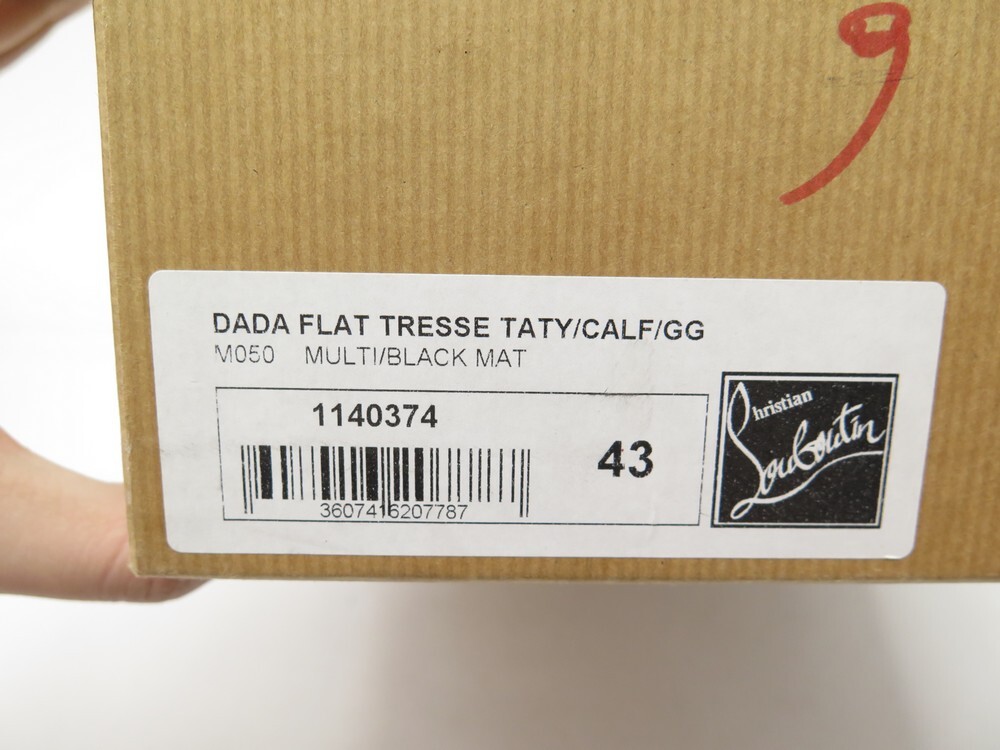 9
DADA FLAT TRESSE TATY/CALF/GG
M050 MULTI/BLACK MAT
1140374
43
3607416207787
Christian
Louboutin